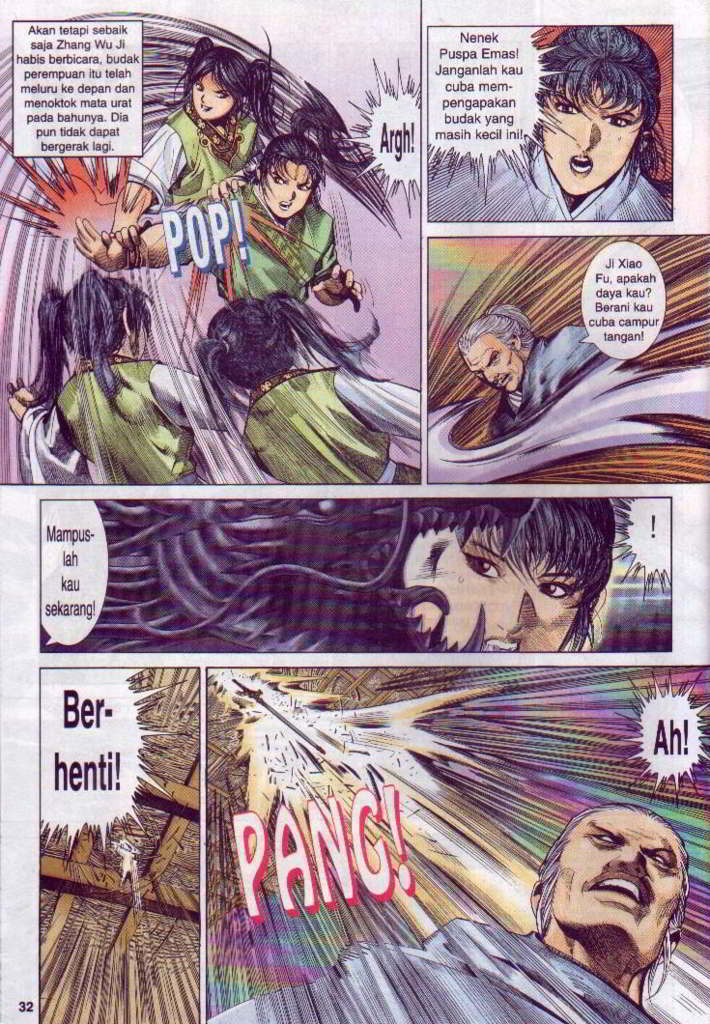 Akan tetapi sebaik
saja Zhang Wu Ji
habis berbicara, budak
perempuan itu telah
meluru ke depan dan
menoktok mata urat
pada bahunya. Dia
pun tidak dapat
bergerak lagi.
Argh!
POP!
Nenek
Puspa Emas!
Janganlah kau
cuba mem-
pengapakan
budak yang
masih kecil ini!
Ji Xiao
Fu, apakah
daya kau?
Berani kau
cuba campur
tangan!
Mampus-
lah
kau
sekarang!
!
Ber-
henti!
PANG!
Ah!
32